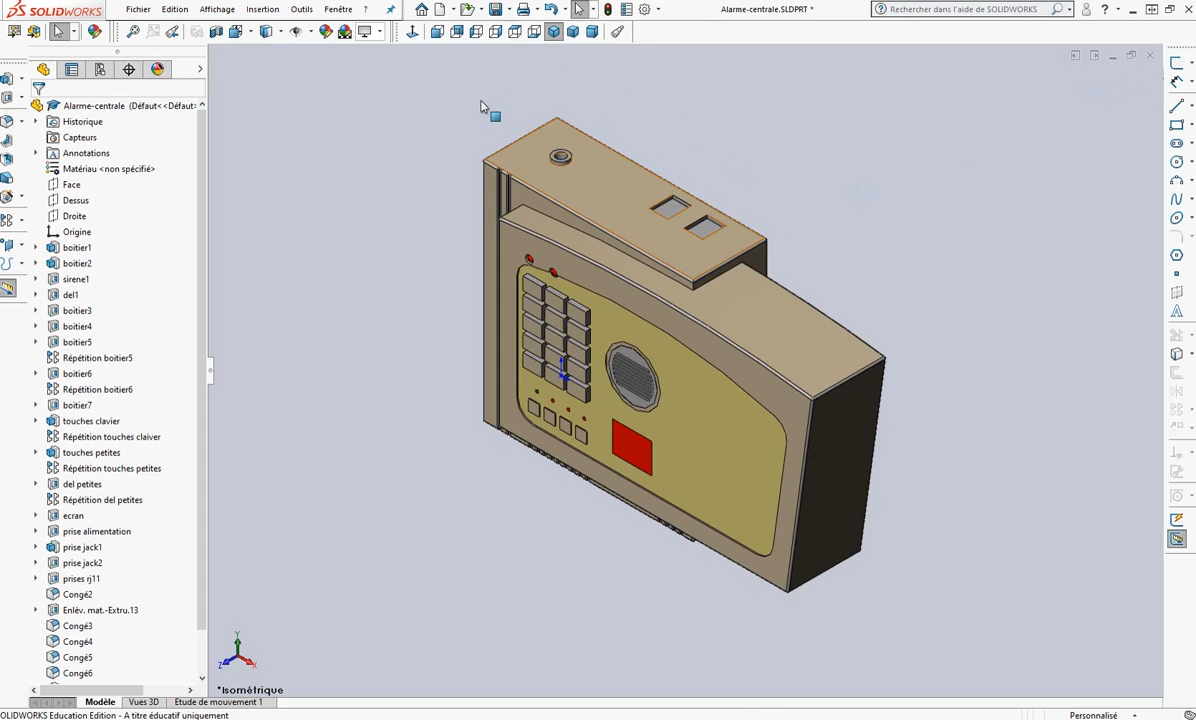 SOLIDWORKS
Fichier Edition Affichage Insertion Outils Fenêtre
Alarme-centrale.SLDPRT *
Rechercher dans l'aide de SOLIDWORKS
?
Alarme-centrale (Défaut<<Défaut>
Historique
Capteurs
Annotations
Matériau <non spécifié>
Face
Dessus
Droite
Origine
boitier1
boitier2
sirene1
del1
boitier3
boitier4
boitier5
Répétition boitier5
boitier6
Répétition boitier6
boitier7
touches clavier
Répétition touches claiver
touches petites
Répétition touches petites
del petites
Répétition del petites
ecran
prise alimentation
prise jack1
prise jack2
prises rj11
Congé2
Enlèv. mat.-Extru.13
Congé3
Congé4
Congé5
Congé6
Y
Z X
*Isométrique
Modèle Vues 3D Etude de mouvement 1
SOLIDWORKS Education Edition - A titre éducatif uniquement
Personnalisé